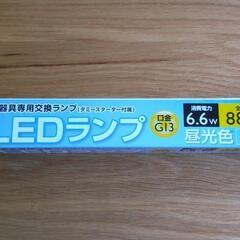 器具専用交換ランプ(ダミースターター付属)
LEDランプ
口金
G13
消費電力
6.6W
昼光色
全
88